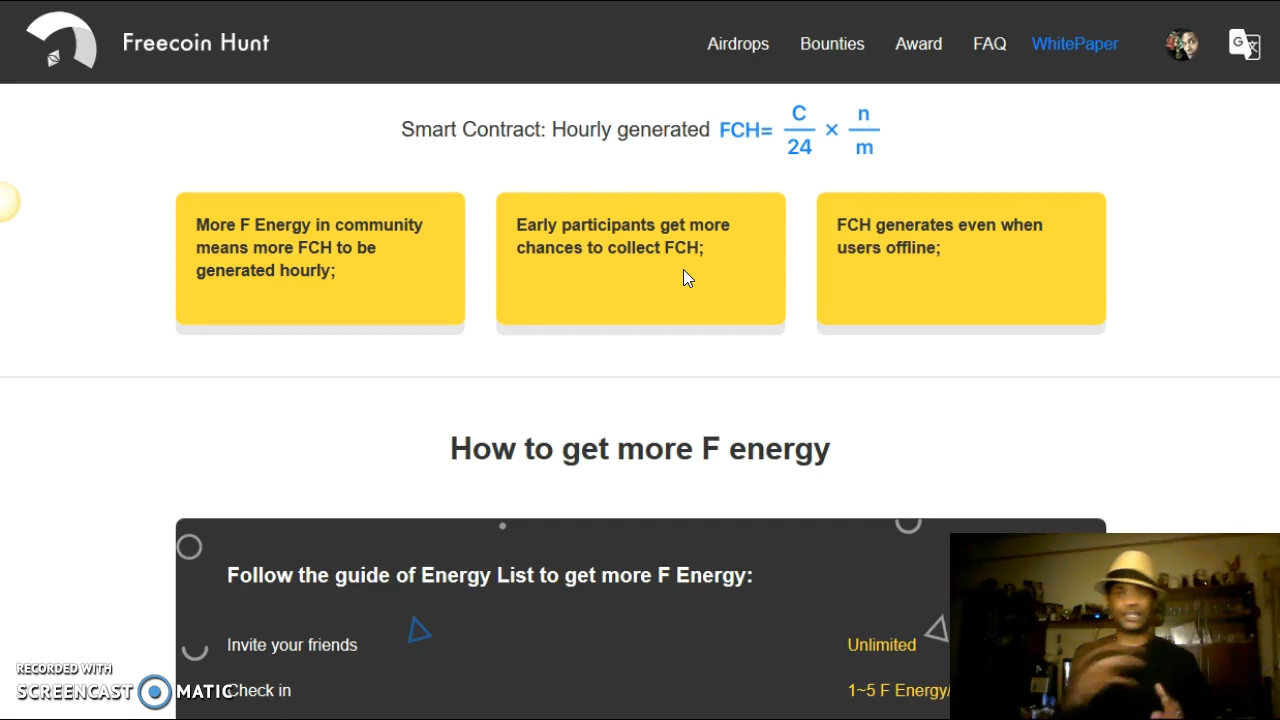 Freecoin Hunt
Airdrops
Bounties
Award
FAQ
WhitePaper
G
Smart Contract: Hourly generated FCH= C/24 × n/m
More F Energy in community
means more FCH to be
generated hourly;
Early participants get more
chances to collect FCH;
FCH generates even when
users offline;
How to get more F energy
Follow the guide of Energy List to get more F Energy:
Invite your friends
Unlimited
Check in
1~5 F Energy/
RECORDED WITH
SCREENCAST MATIC